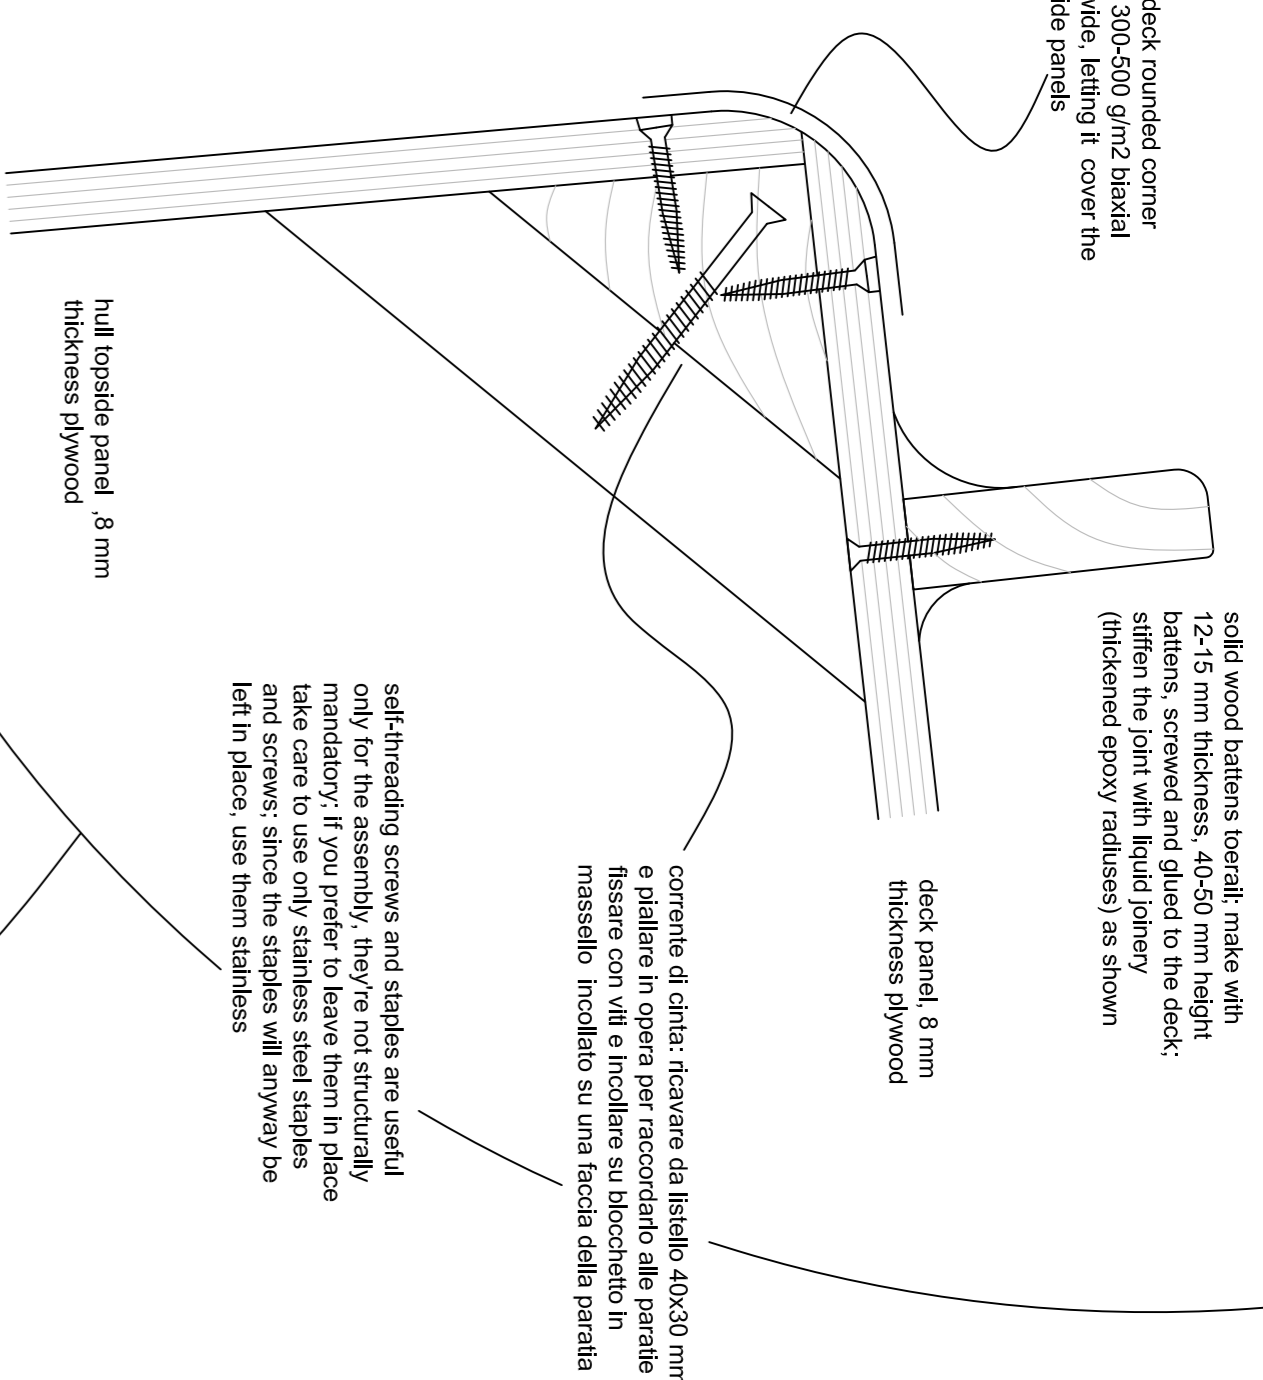 deck rounded corner
300-500 g/m2 biaxial
wide, letting it cover the
ide panels
solid wood battens toerail; make with
12-15 mm thickness, 40-50 mm height
battens, screwed and glued to the deck;
stiffen the joint with liquid joinery
(thickened epoxy radiuses) as shown
deck panel, 8 mm
thickness plywood
corrente di cinta: ricavare da listello 40x30 mm
e piallare in opera per raccordarlo alle paratie
fissare con viti e incollare su blocchetto in
massello incollato su una faccia della paratia
self-threading screws and staples are useful
only for the assembly, they're not structurally
mandatory; if you prefer to leave them in place
take care to use only stainless steel staples
and screws; since the staples will anyway be
left in place, use them stainless
hull topside panel ,8 mm
thickness plywood